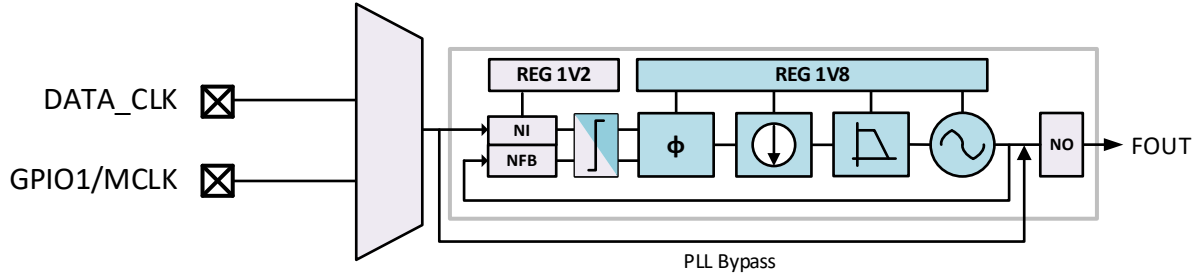 REG 1V2
REG 1V8
DATA_CLK
NI
ɸ
NFB
NO
FOUT
GPIO1/MCLK
PLL Bypass